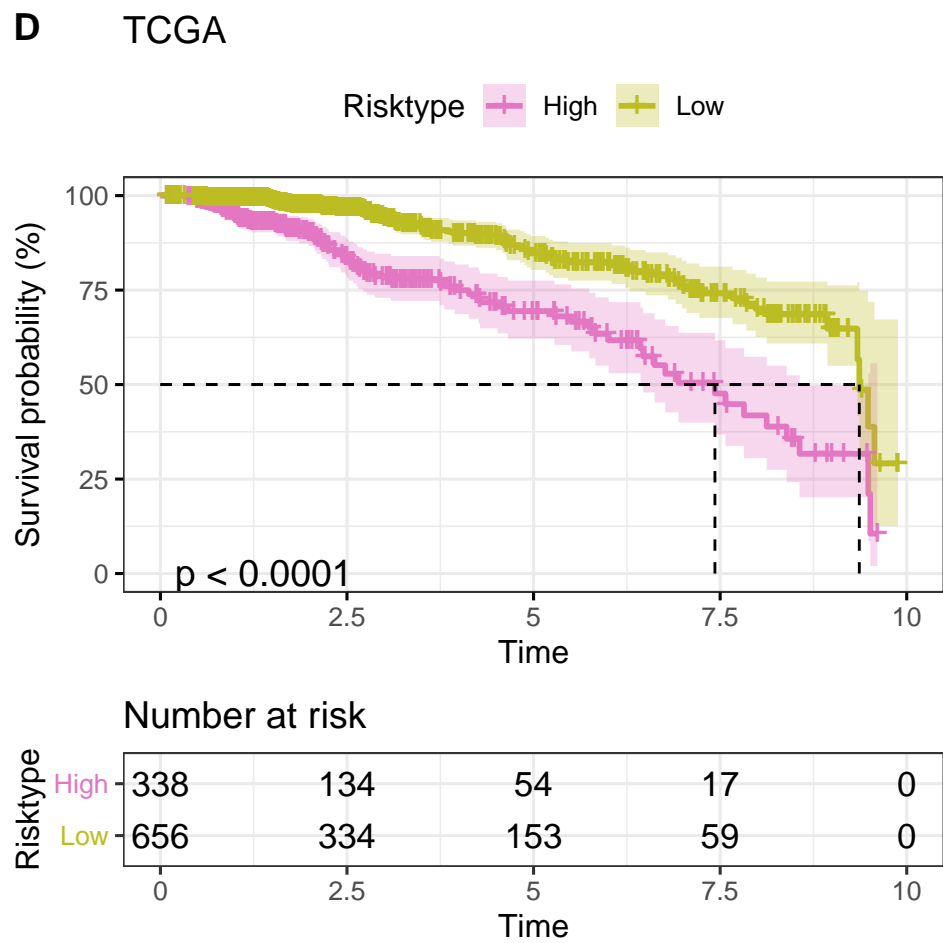 D TCGA
Risktype High Low
Survival probability (%)
100
75
50
25
0
p < 0.0001
0 2.5 5 7.5 10
Time
Number at risk
Risktype
High 338 134 54 17 0
Low 656 334 153 59 0
0 2.5 5 7.5 10
Time